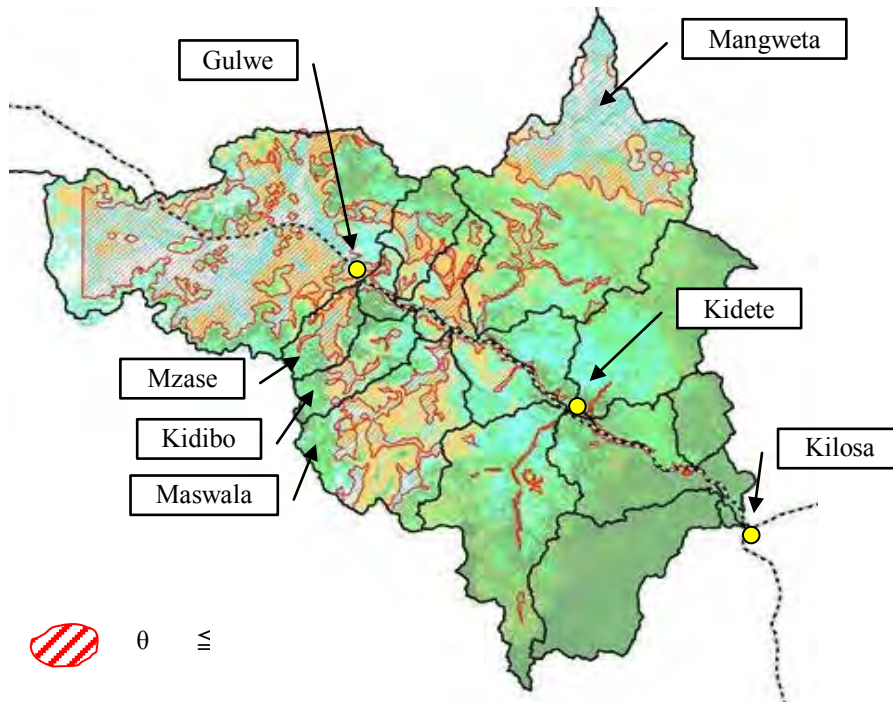 Mangweta
Gulwe
Kidete
Mzase
Kidibo
Kilosa
Maswala
θ ≦